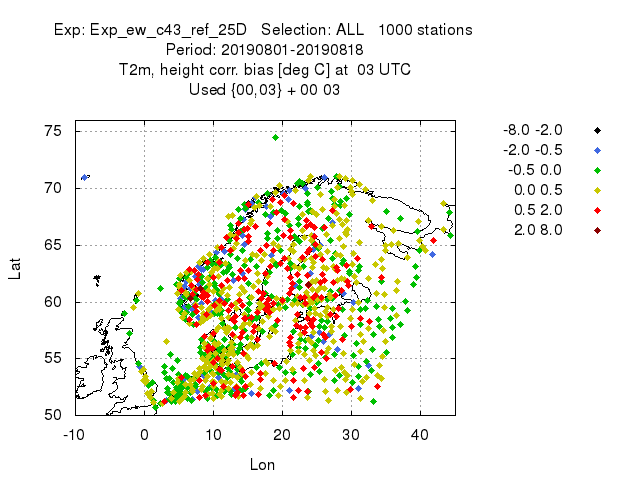 Exp: Exp_ew_c43_ref_25D   Selection: ALL   1000 stations
Period: 20190801-20190818
T2m, height corr. bias [deg C] at  03 UTC
Used {00,03} + 00 03
-8.0 -2.0
-2.0 -0.5
-0.5 0.0
0.0 0.5
0.5 2.0
2.0 8.0
75
70
65
60
55
50
Lat
-10 0 10 20 30 40
Lon